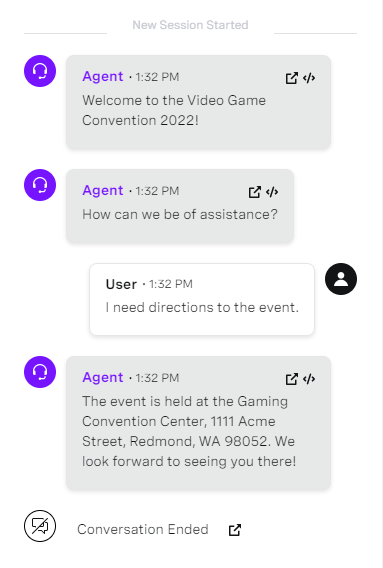 New Session Started
Agent · 1:32 PM
Welcome to the Video Game
Convention 2022!
Agent · 1:32 PM
How can we be of assistance?
User · 1:32 PM
I need directions to the event.
Agent · 1:32 PM
The event is held at the Gaming
Convention Center, 1111 Acme
Street, Redmond, WA 98052. We
look forward to seeing you there!
Conversation Ended